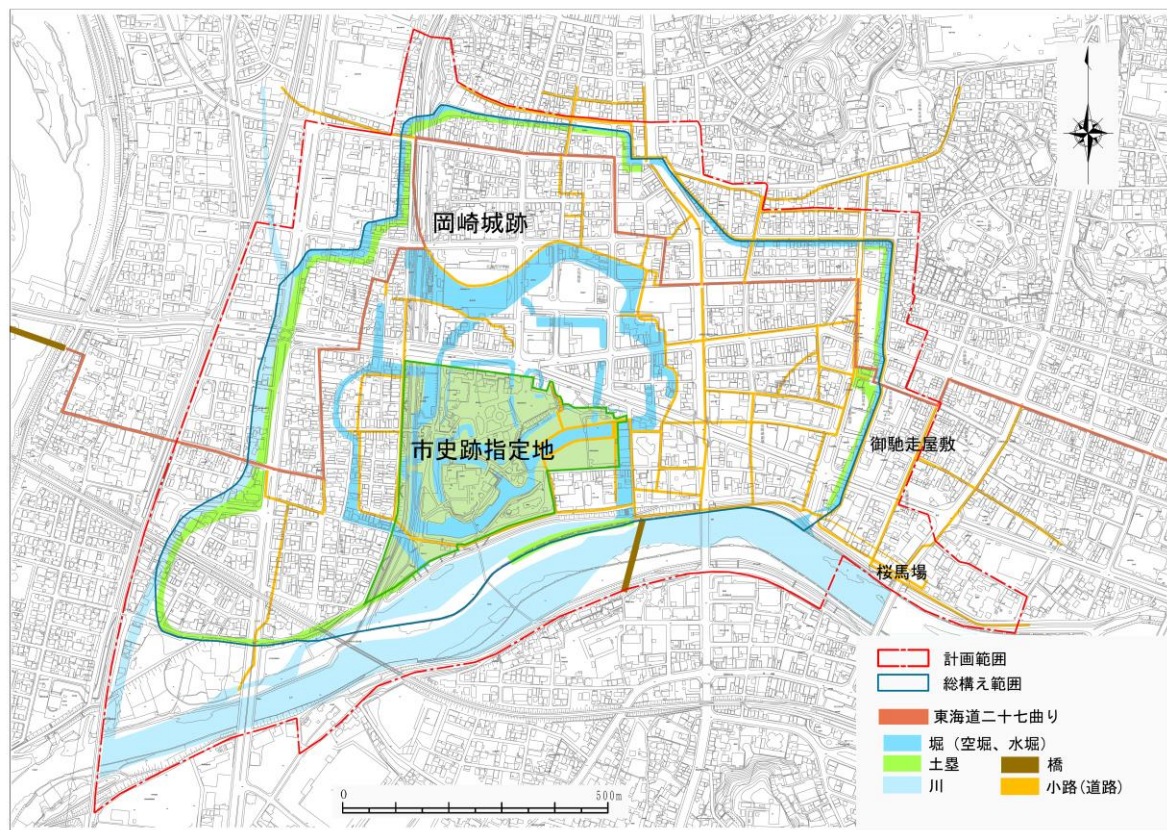 岡崎城跡
市史跡指定地
御馳走屋敷
桜馬場
計画範囲
総構え範囲
東海道二十七曲り
堀（空堀、水堀）
土塁
橋
川
小路(道路)
0 500m